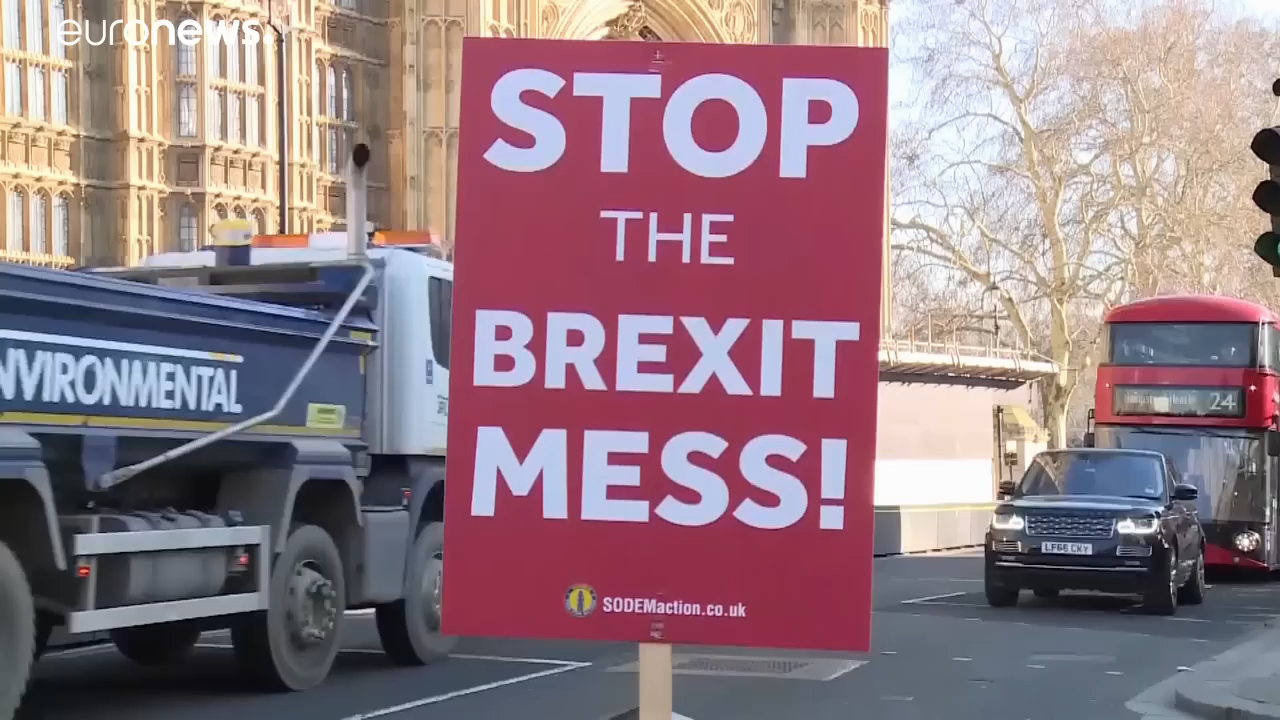 euronews.
STOP
THE
BREXIT
MESS!
SODEMaction.co.uk
NVIRONMENTAL
24
LF66 CKY